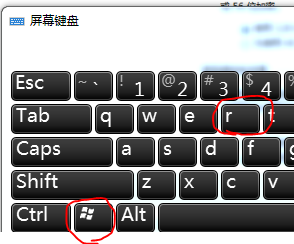 屏幕键盘
Esc ~ 、 ! 1 @ 2 # 3 $ 4 %
Tab q w e r t
Caps a s d f g
Shift z x c v
Ctrl Alt